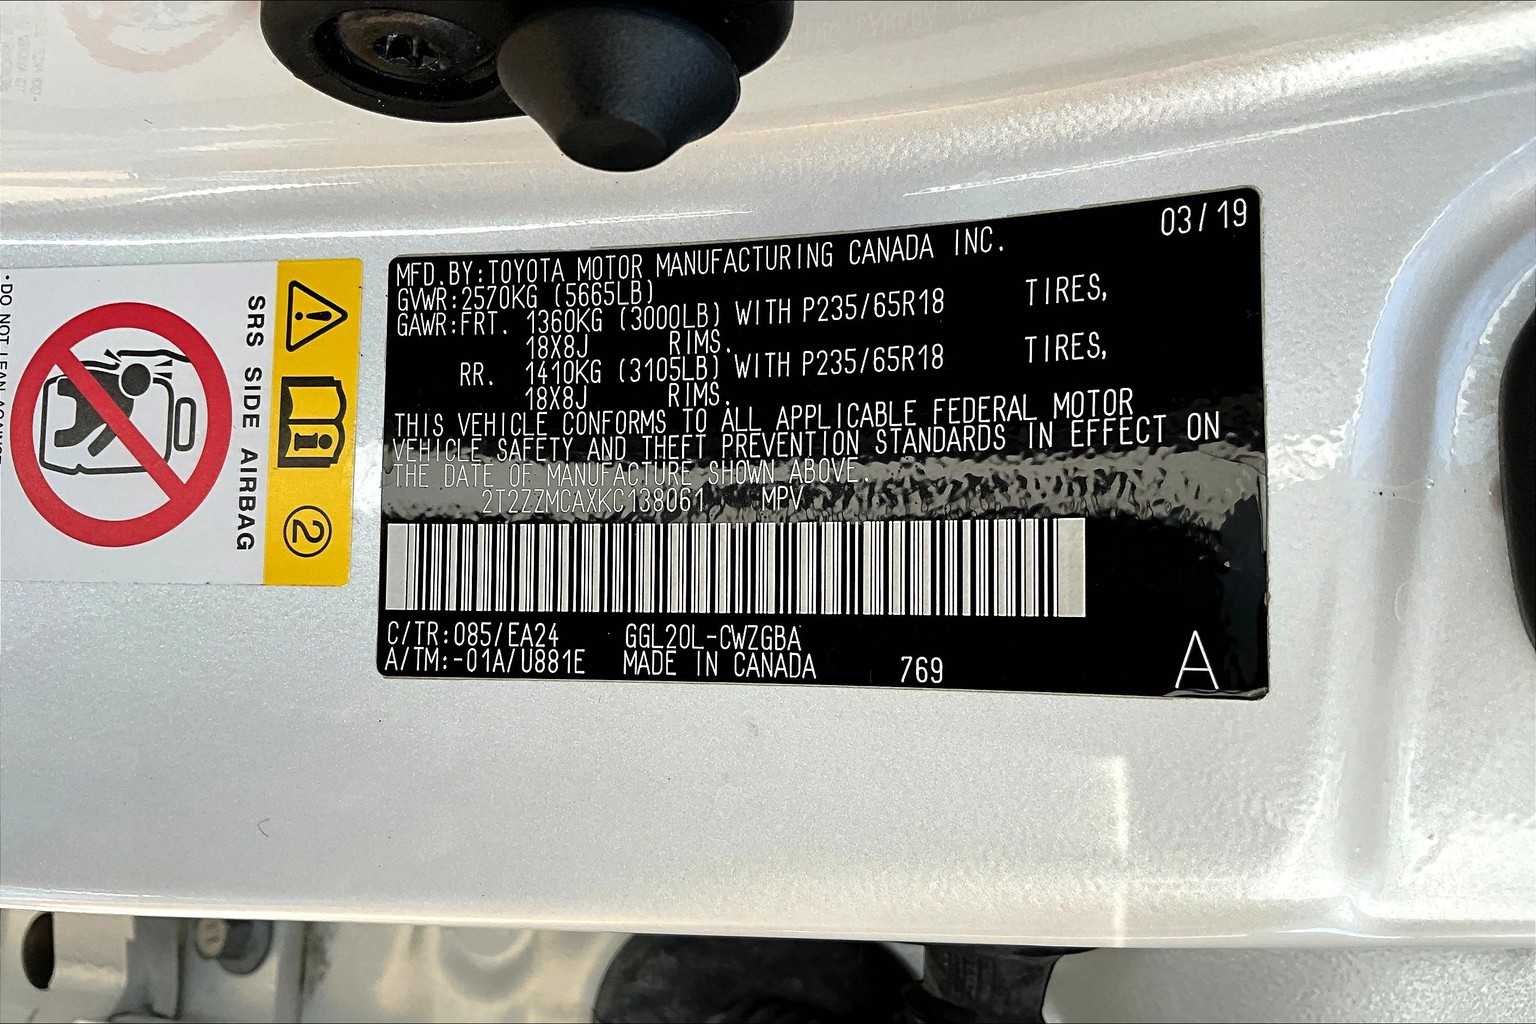 03/19
MFD.BY:TOYOTA MOTOR MANUFACTURING CANADA INC.
GVWR:2570KG (5665LB)
GAWR:FRT. 1360KG (3000LB) WITH P235/65R18 TIRES,
18X8J RIMS.
RR. 1410KG (3105LB) WITH P235/65R18 TIRES,
18X8J RIMS.
THIS VEHICLE CONFORMS TO ALL APPLICABLE FEDERAL MOTOR
VEHICLE SAFETY AND THEFT PREVENTION STANDARDS IN EFFECT ON
THE DATE OF MANUFACTURE SHOWN ABOVE.
2T2ZZMCAXKC138061 MPV
C/TR:085/EA24 GGL20L-CWZGBA
A/TM:-01A/U881E MADE IN CANADA 769 A
SRS SIDE AIRBAG
2
•DO NOT LEAN